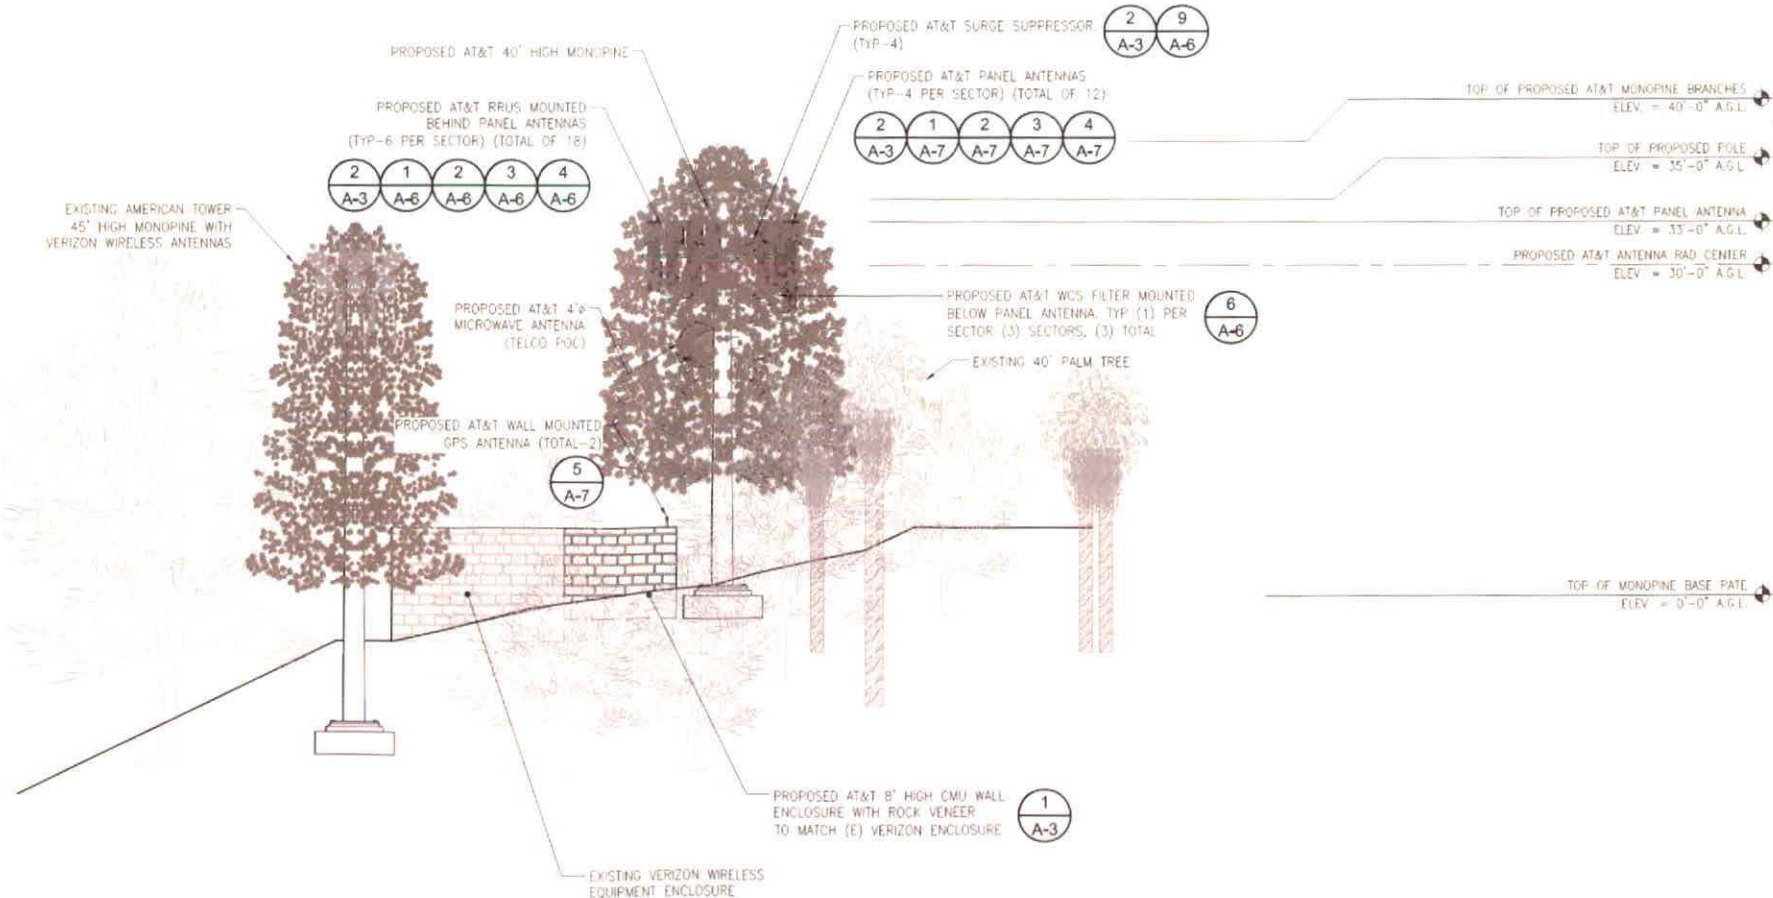 PROPOSED AT&T SURGE SUPPRESSOR
(TYP-4)
2
A-3
9
A-6
PROPOSED AT&T 40' HIGH MONOPINE
PROPOSED AT&T PANEL ANTENNAS
(TYP-4 PER SECTOR) (TOTAL OF 12)
2
A-3
1
A-7
2
A-7
3
A-7
4
A-7
TOP OF PROPOSED AT&T MONOPINE BRANCHES
ELEV. = 40'-0" A.G.L.
PROPOSED AT&T RRUS MOUNTED
BEHIND PANEL ANTENNAS
(TYP-6 PER SECTOR) (TOTAL OF 18)
2
A-3
1
A-6
2
A-6
3
A-6
4
A-6
TOP OF PROPOSED POLE
ELEV. = 35'-0" A.G.L.
EXISTING AMERICAN TOWER
45' HIGH MONOPINE WITH
VERIZON WIRELESS ANTENNAS
TOP OF PROPOSED AT&T PANEL ANTENNA
ELEV. = 33'-0" A.G.L.
PROPOSED AT&T ANTENNA RAD CENTER
ELEV = 30'-0" A.G.L.
PROPOSED AT&T 4'ø
MICROWAVE ANTENNA
(TELCO POC)
PROPOSED AT&T WCS FILTER MOUNTED
BELOW PANEL ANTENNA. TYP (1) PER
SECTOR (3) SECTORS, (3) TOTAL
6
A-6
EXISTING 40' PALM TREE
PROPOSED AT&T WALL MOUNTED
GPS ANTENNA (TOTAL-2)
5
A-7
TOP OF MONOPINE BASE PATE
ELEV = 0'-0" A.G.L.
PROPOSED AT&T 8' HIGH CMU WALL
ENCLOSURE WITH ROCK VENEER
TO MATCH (E) VERIZON ENCLOSURE
1
A-3
EXISTING VERIZON WIRELESS
EQUIPMENT ENCLOSURE